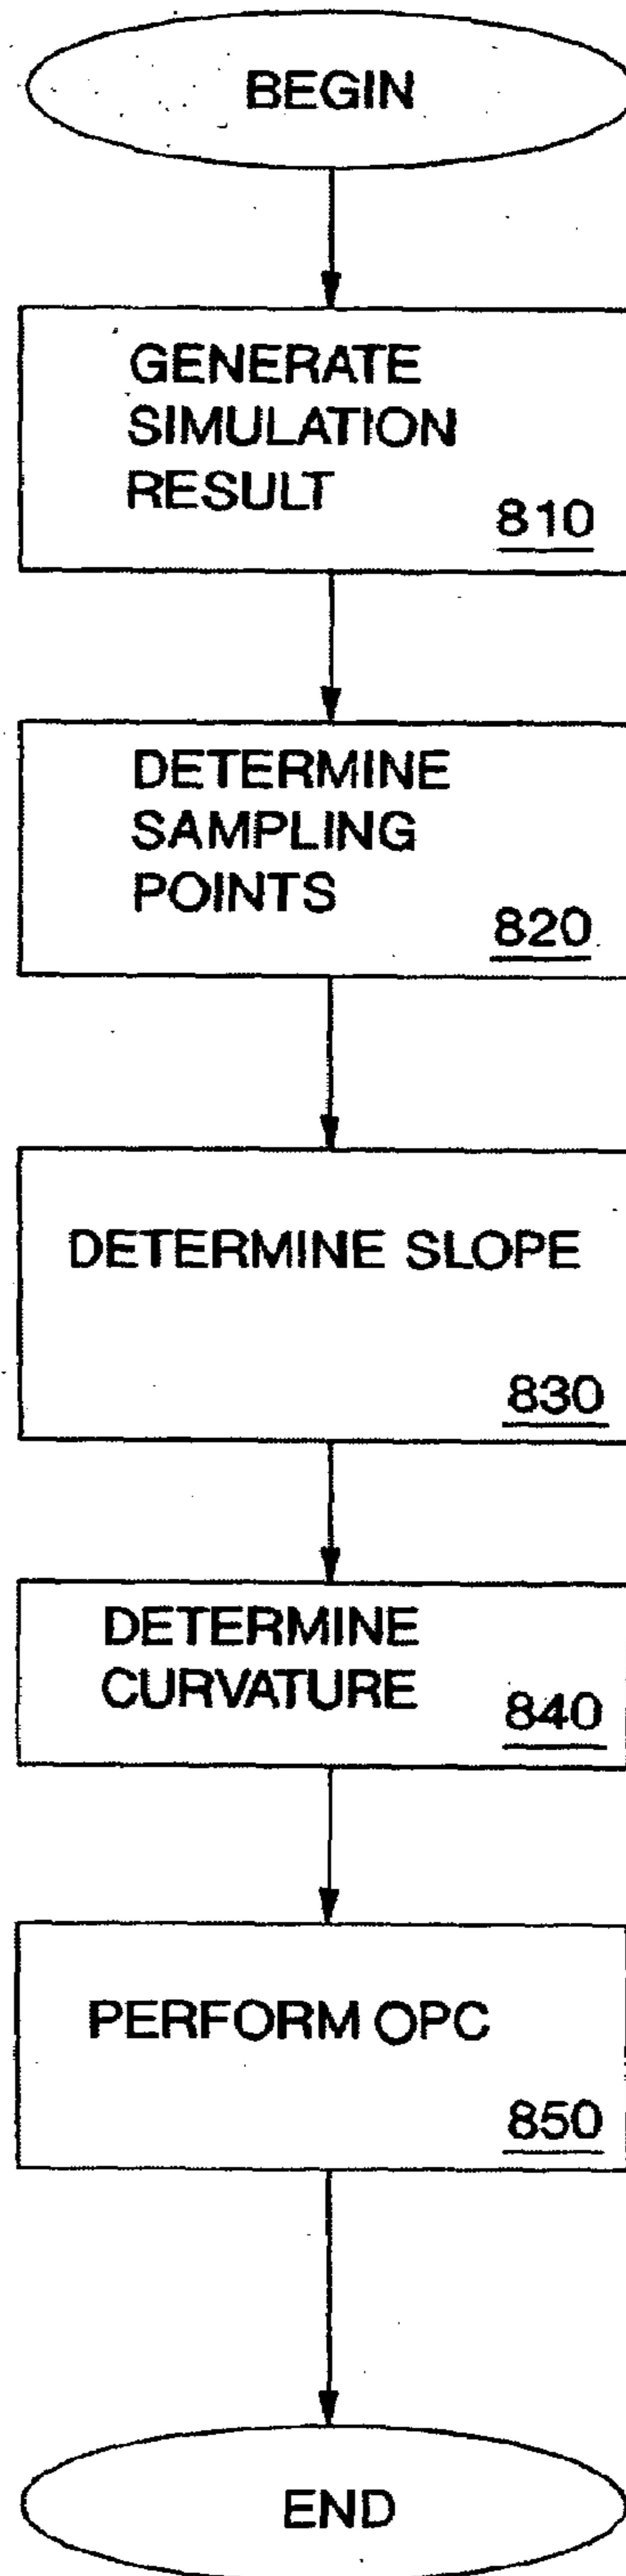 BEGIN
GENERATE
SIMULATION
RESULT
810
DETERMINE
SAMPLING
POINTS
820
DETERMINE SLOPE
830
DETERMINE
CURVATURE
840
PERFORM OPC
850
END